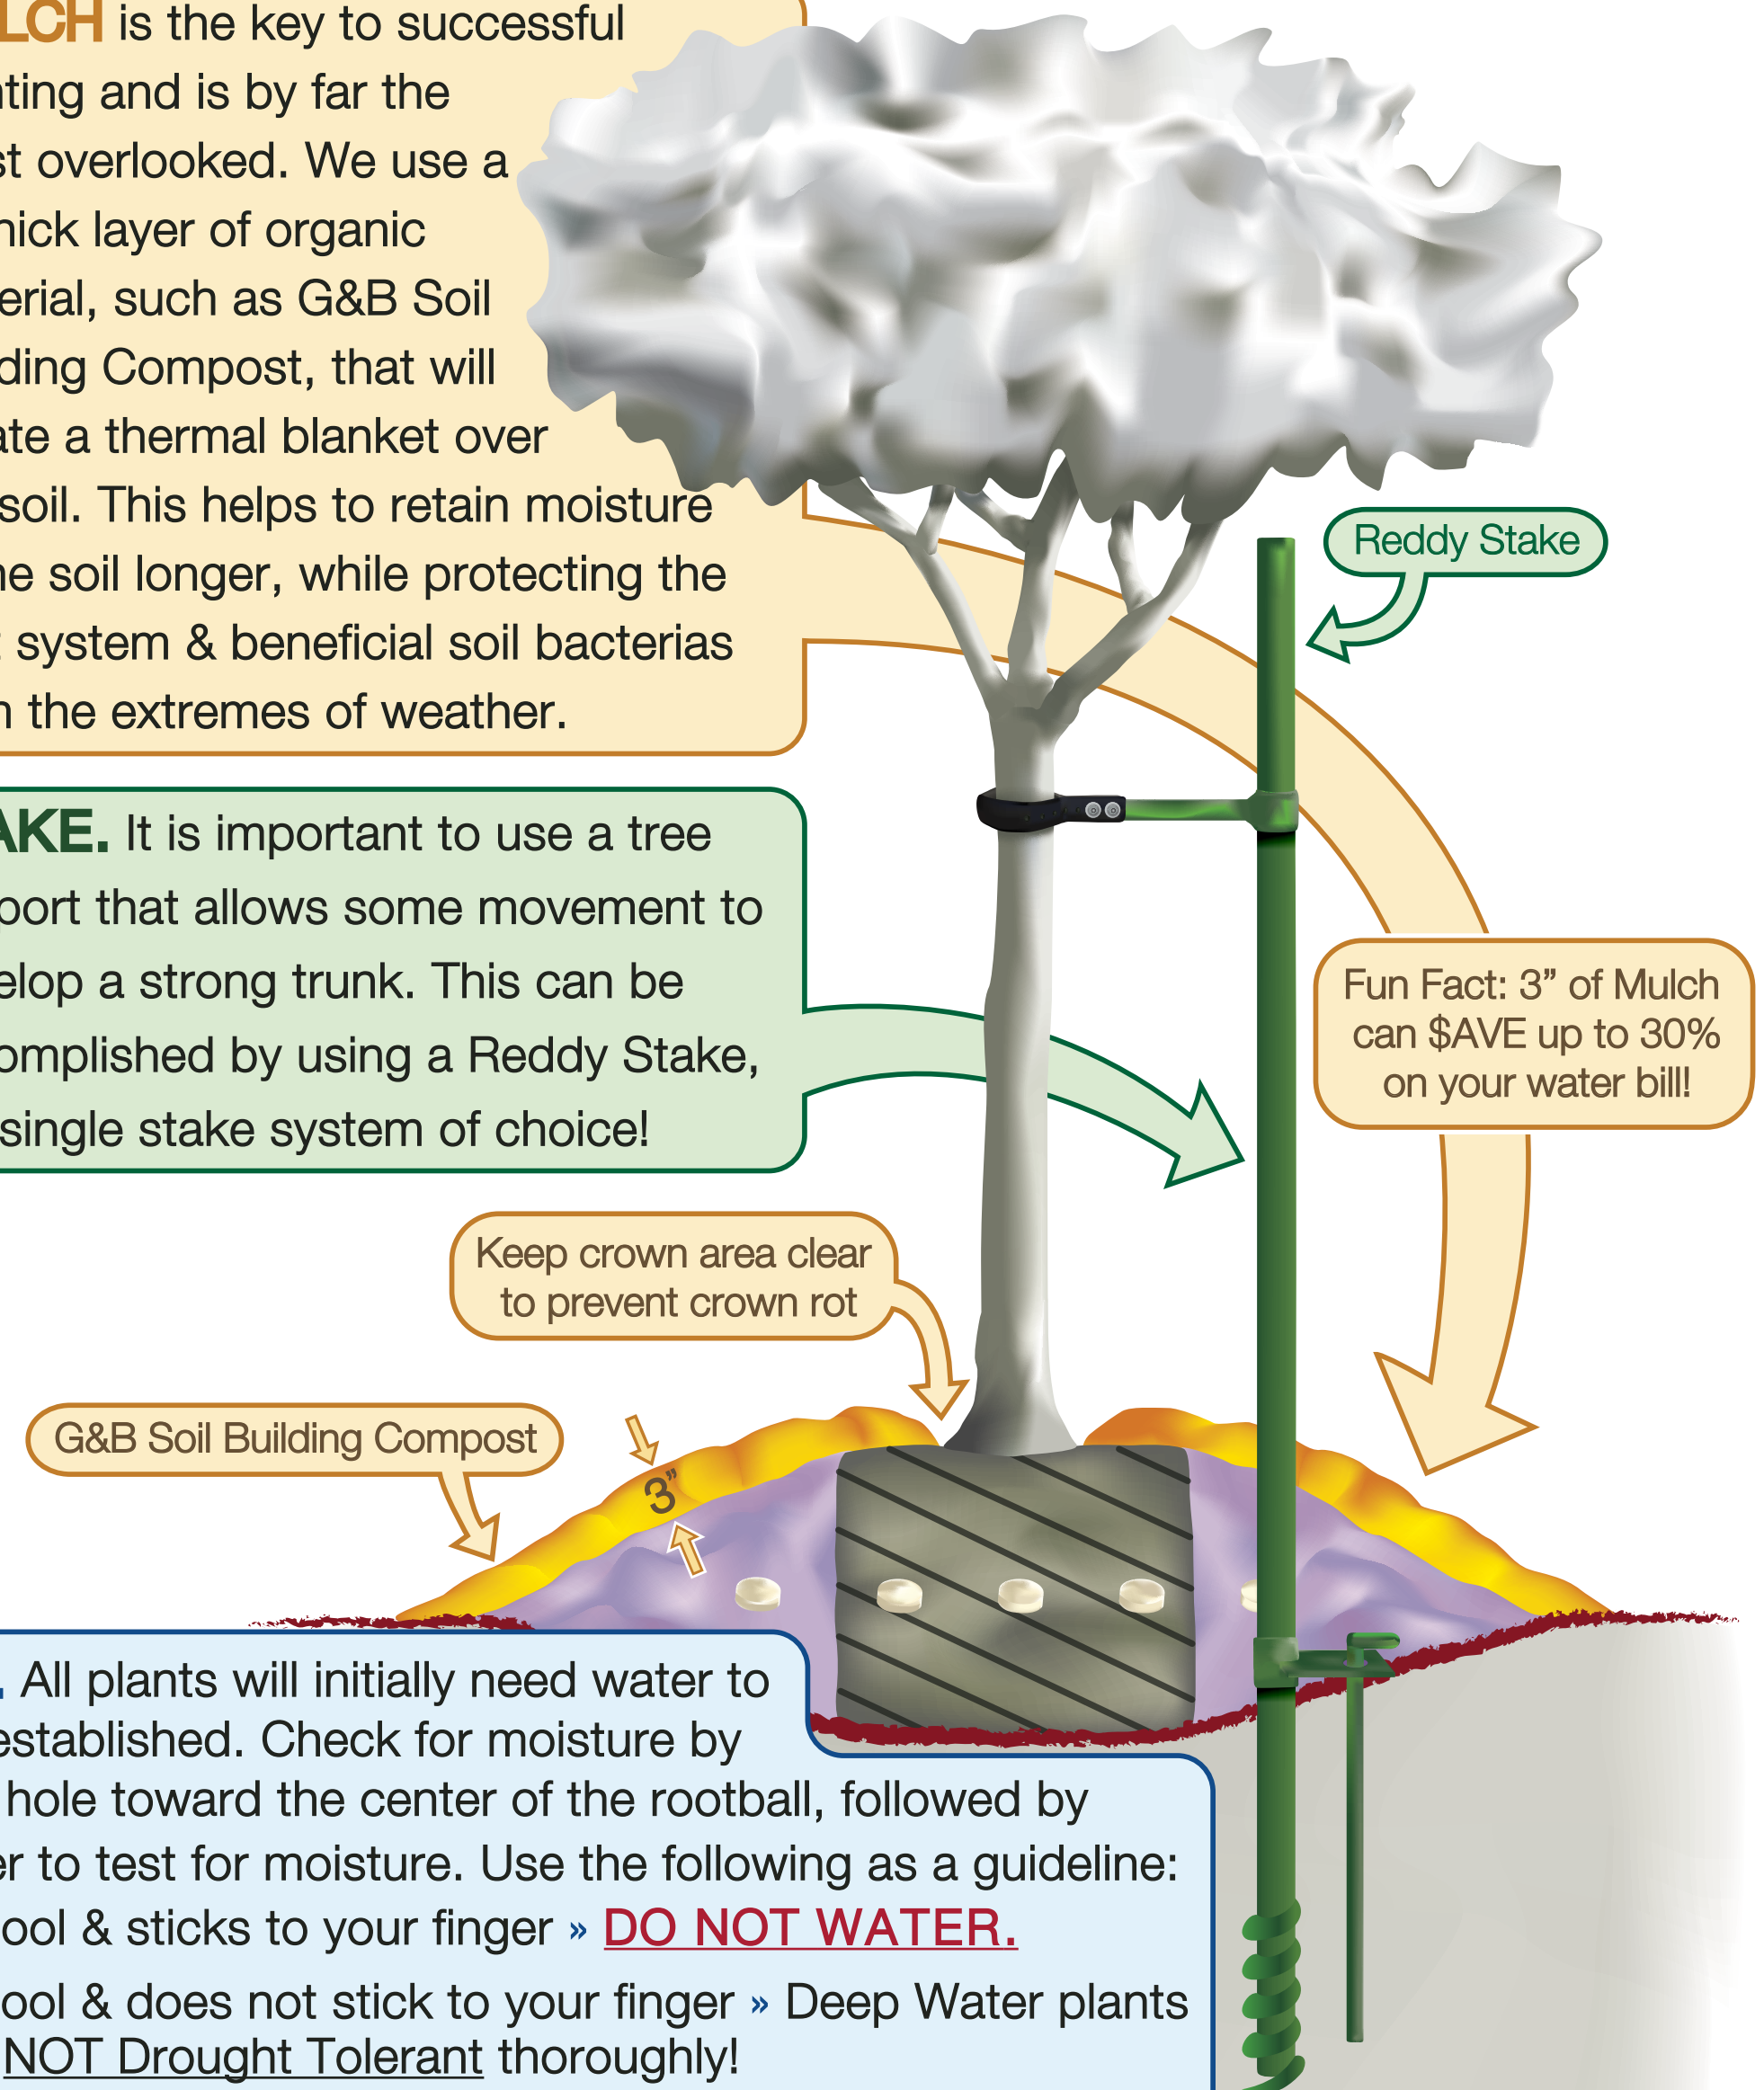 LCH is the key to successful
nting and is by far the
st overlooked. We use a
hick layer of organic
erial, such as G&B Soil
ding Compost, that will
ate a thermal blanket over
soil. This helps to retain moisture
he soil longer, while protecting the
t system & beneficial soil bacterias
n the extremes of weather.
Reddy Stake
AKE. It is important to use a tree
port that allows some movement to
elop a strong trunk. This can be
omplished by using a Reddy Stake,
single stake system of choice!
Fun Fact: 3” of Mulch
can $AVE up to 30%
on your water bill!
Keep crown area clear
to prevent crown rot
G&B Soil Building Compost
3”
. All plants will initially need water to
established. Check for moisture by
hole toward the center of the rootball, followed by
er to test for moisture. Use the following as a guideline:
ool & sticks to your finger » DO NOT WATER.
ool & does not stick to your finger » Deep Water plants
NOT Drought Tolerant thoroughly!